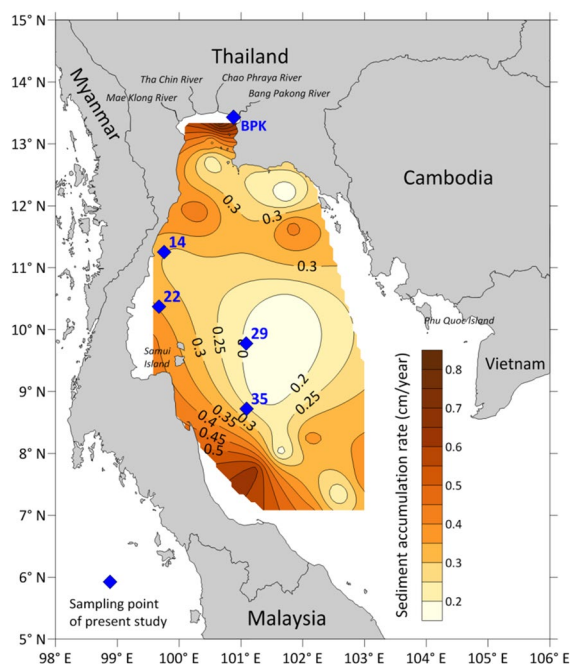 15° N
14° N
13° N
12° N
11° N
10° N
9° N
8° N
7° N
6° N
5° N
98° E
99° E
100° E
101° E
102° E
103° E
104° E
105° E
106° E
Thailand
Myanmar
Tha Chin River
Chao Phraya River
Mae Klong River
Bang Pakong River
BPK
Cambodia
0.3
0.3
14
0.3
22
Phu Quoc Island
29
0.25
0.3
Samui
Island
Vietnam
0.2
0.25
35
0.3
0.35
0.4
0.45
0.5
Sediment accumulation rate (cm/year)
0.8
0.7
0.6
0.5
0.4
0.3
0.2
Sampling point
of present study
Malaysia